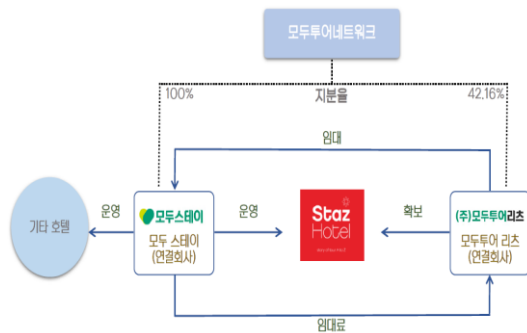 모두투어네트워크
100%
지분율
42.16%
임대
기타 호텔
운영
모두스테이
모두 스테이
(연결회사)
운영
Staz
Hotel
확보
(주)모두투어리츠
모두투어 리츠
(연결회사)
임대료